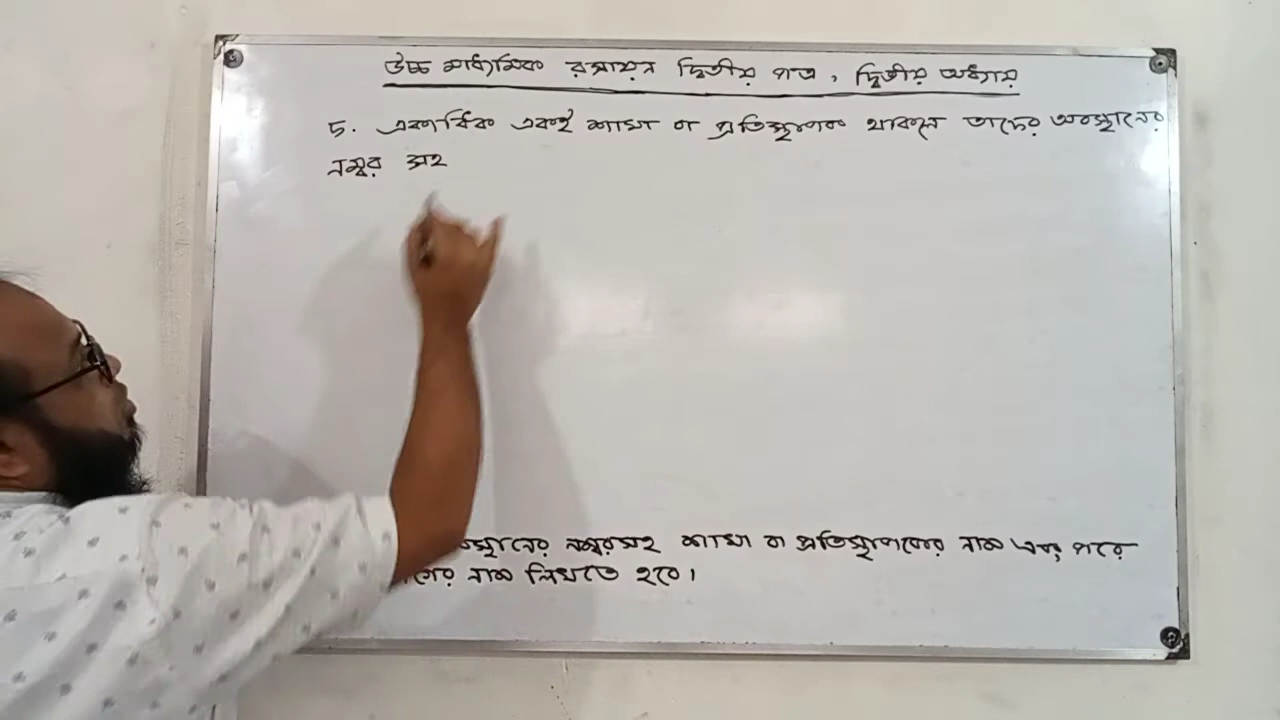 উচ্চ মাধ্যমিক রসায়ন দ্বিতীয় পত্র, দ্বিতীয় অধ্যায়
৮. একাধিক একই শাখা বা প্রতিস্থাপক থাকলে তাদের অবস্থানের
নম্বর সহ
নম্বরসহ শাখা বা প্রতিস্থাপকের নাম এবং পরে
নাম লিখতে হবে।